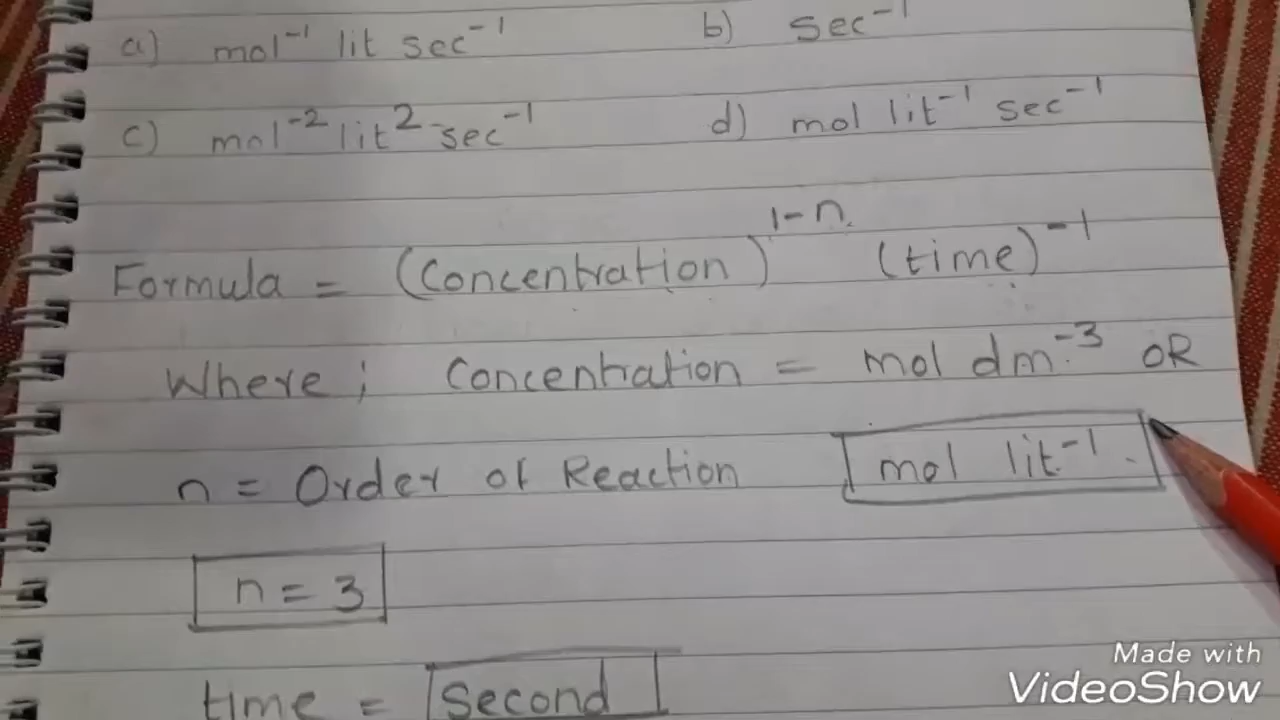 a) mol⁻¹ lit sec⁻¹ b) sec⁻¹
c) mol⁻² lit² sec⁻¹ d) mol lit⁻¹ sec⁻¹
Formula = (Concentration)¹⁻ⁿ (time)⁻¹
Where; Concentration = mol dm⁻³ OR
n = Order of Reaction mol lit⁻¹.
n = 3
time = Second
Made with
VideoShow